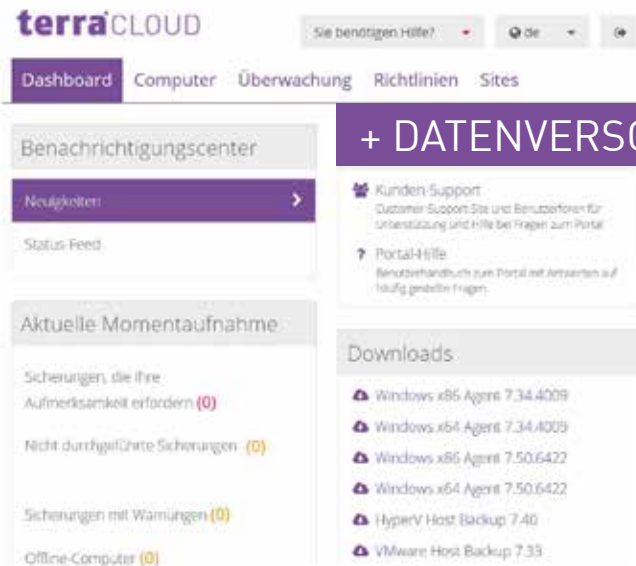 terra CLOUD
Sie benötigen Hilfe?
de
Dashboard Computer Überwachung Richtlinien Sites
Benachrichtigungscenter
Neuigkeiten
Status-Feed
Aktuelle Momentaufnahme
Sicherungen, die Ihre
Aufmerksamkeit erfordern (0)
Nicht durchgeführte Sicherungen (0)
Sicherungen mit Warnungen (0)
Offline-Computer (0)
+ DATENVERSC
Kunden-Support
Customer-Support-Site und Benutzerforen für
Unterstützung und Hilfe bei Fragen zum Portal
? Portal-Hilfe
Benutzerhandbuch zum Portal mit Antworten auf
häufig gestellte Fragen.
Downloads
Windows x86 Agent 7.34.4009
Windows x64 Agent 7.34.4009
Windows x86 Agent 7.50.6422
Windows x64 Agent 7.50.6422
HyperV Host Backup 7.40
VMware Host Backup 7.33